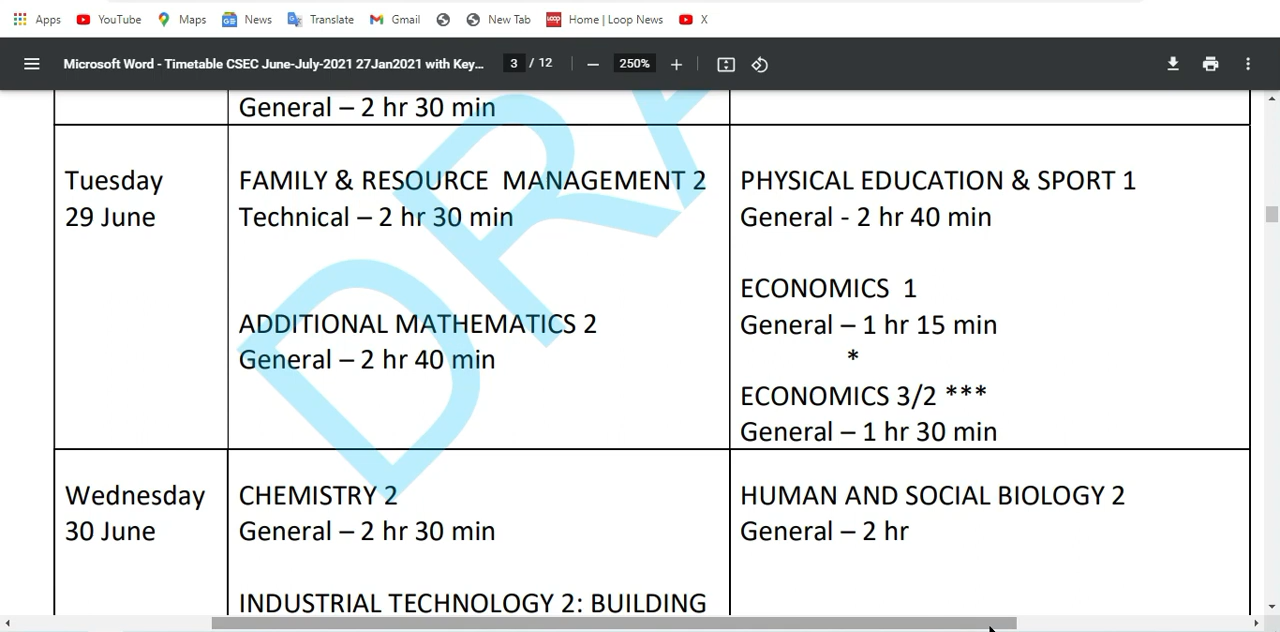 Apps YouTube Maps News Translate Gmail New Tab Home | Loop News X
Microsoft Word - Timetable CSEC June-July-2021 27Jan2021 with Key... 3 / 12 — 250% +
General – 2 hr 30 min
Tuesday
29 June
FAMILY & RESOURCE MANAGEMENT 2
Technical – 2 hr 30 min
ADDITIONAL MATHEMATICS 2
General – 2 hr 40 min
PHYSICAL EDUCATION & SPORT 1
General - 2 hr 40 min
ECONOMICS 1
General – 1 hr 15 min
*
ECONOMICS 3/2 ***
General – 1 hr 30 min
Wednesday
30 June
CHEMISTRY 2
General – 2 hr 30 min
INDUSTRIAL TECHNOLOGY 2: BUILDING
HUMAN AND SOCIAL BIOLOGY 2
General – 2 hr
DRA